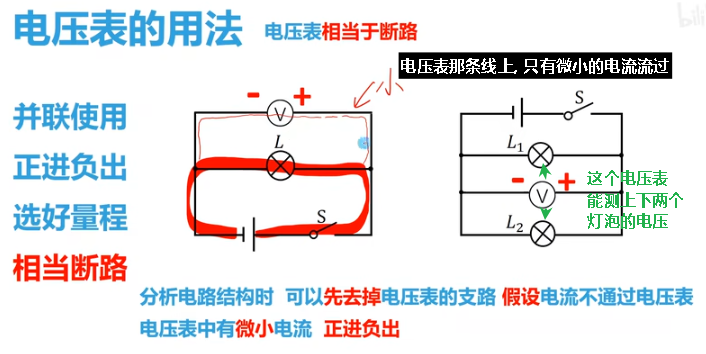 电压表的用法 电压表相当于断路
bili
电压表那条线上, 只有微小的电流流过
小
并联使用
正进负出
选好量程
相当断路
- +
V
L
S
S
L₁
这个电压表
能测上下两个
灯泡的电压
- +
V
L₂
分析电路结构时 可以先去掉电压表的支路 假设电流不通过电压表
电压表中有微小电流 正进负出